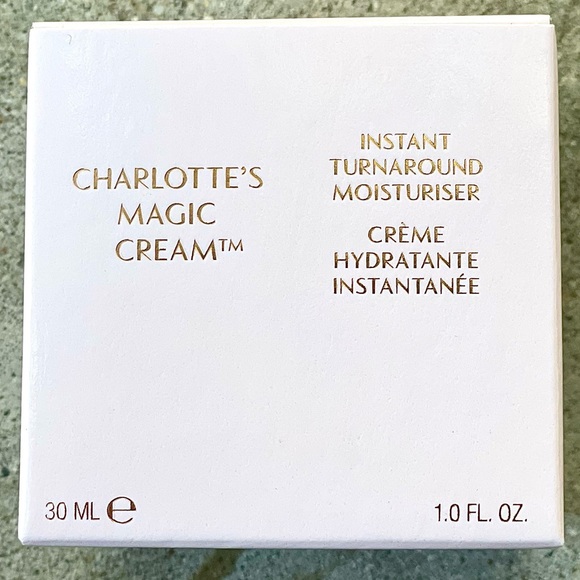 CHARLOTTE'S
MAGIC
CREAM™
INSTANT
TURNAROUND
MOISTURISER
CRÈME
HYDRATANTE
INSTANTANÉE
30 ML ℮
1.0 FL. OZ.